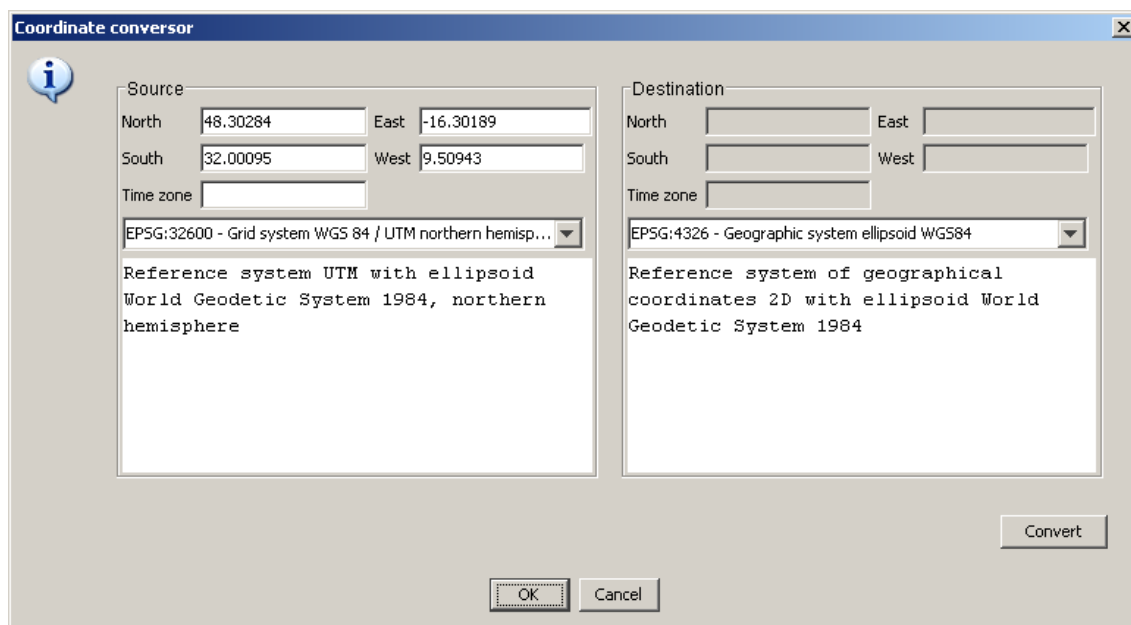 Coordinate conversor
Source
North 48.30284 East -16.30189
South 32.00095 West 9.50943
Time zone
EPSG:32600 - Grid system WGS 84 / UTM northern hemisp...
Reference system UTM with ellipsoid
World Geodetic System 1984, northern
hemisphere
Destination
North East
South West
Time zone
EPSG:4326 - Geographic system ellipsoid WGS84
Reference system of geographical
coordinates 2D with ellipsoid World
Geodetic System 1984
Convert
OK Cancel